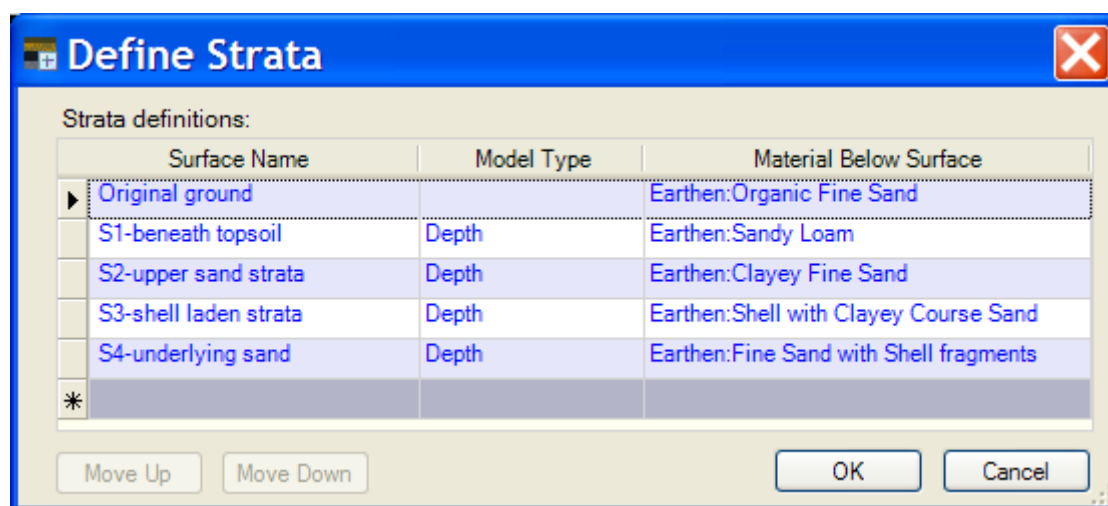 Define Strata
Strata definitions:
Surface Name Model Type Material Below Surface
Original ground Earthen:Organic Fine Sand
S1-beneath topsoil Depth Earthen:Sandy Loam
S2-upper sand strata Depth Earthen:Clayey Fine Sand
S3-shell laden strata Depth Earthen:Shell with Clayey Course Sand
S4-underlying sand Depth Earthen:Fine Sand with Shell fragments
Move Up Move Down OK Cancel